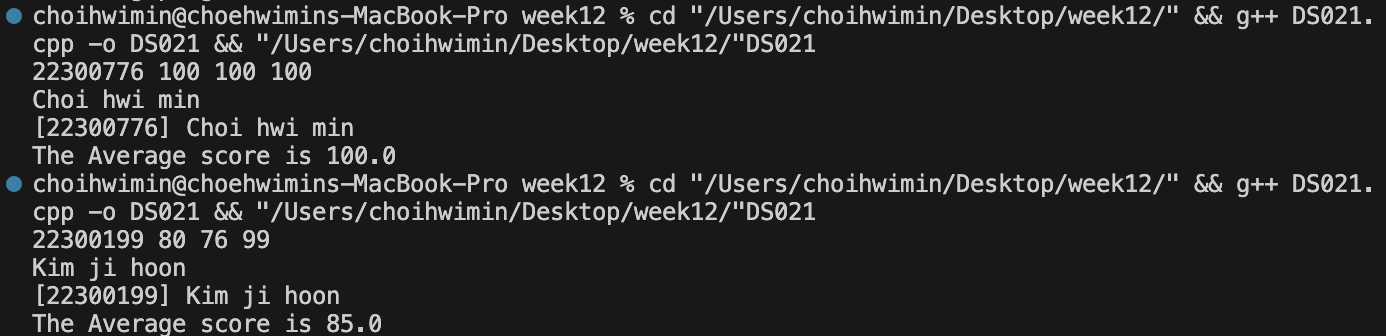 choihwimin@choehwimins-MacBook-Pro week12 % cd "/Users/choihwimin/Desktop/week12/" && g++ DS021.
cpp -o DS021 && "/Users/choihwimin/Desktop/week12/"DS021
22300776 100 100 100
Choi hwi min
[22300776] Choi hwi min
The Average score is 100.0
choihwimin@choehwimins-MacBook-Pro week12 % cd "/Users/choihwimin/Desktop/week12/" && g++ DS021.
cpp -o DS021 && "/Users/choihwimin/Desktop/week12/"DS021
22300199 80 76 99
Kim ji hoon
[22300199] Kim ji hoon
The Average score is 85.0